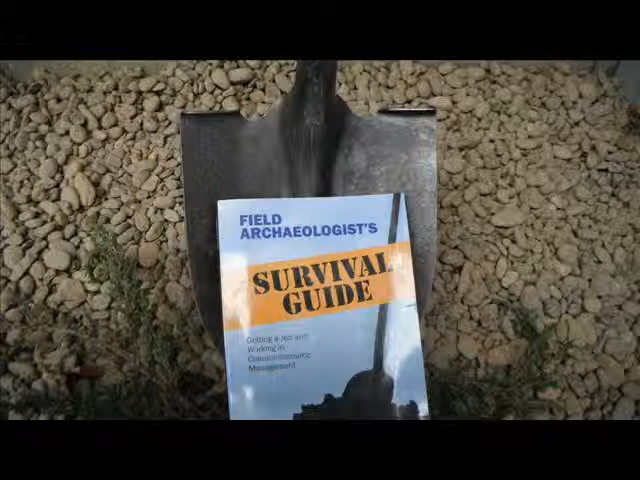 FIELD
ARCHAEOLOGIST'S
SURVIVAL
GUIDE
Getting a Job and
Working in
Cultural Resource
Management